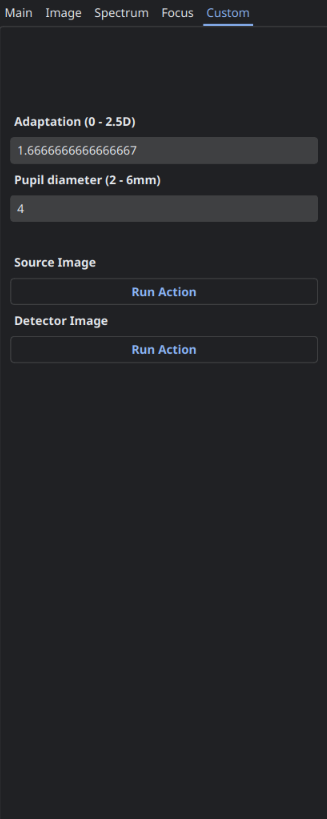 Main Image Spectrum Focus Custom
Adaptation (0 - 2.5D)
1.6666666666666667
Pupil diameter (2 - 6mm)
4
Source Image
Run Action
Detector Image
Run Action